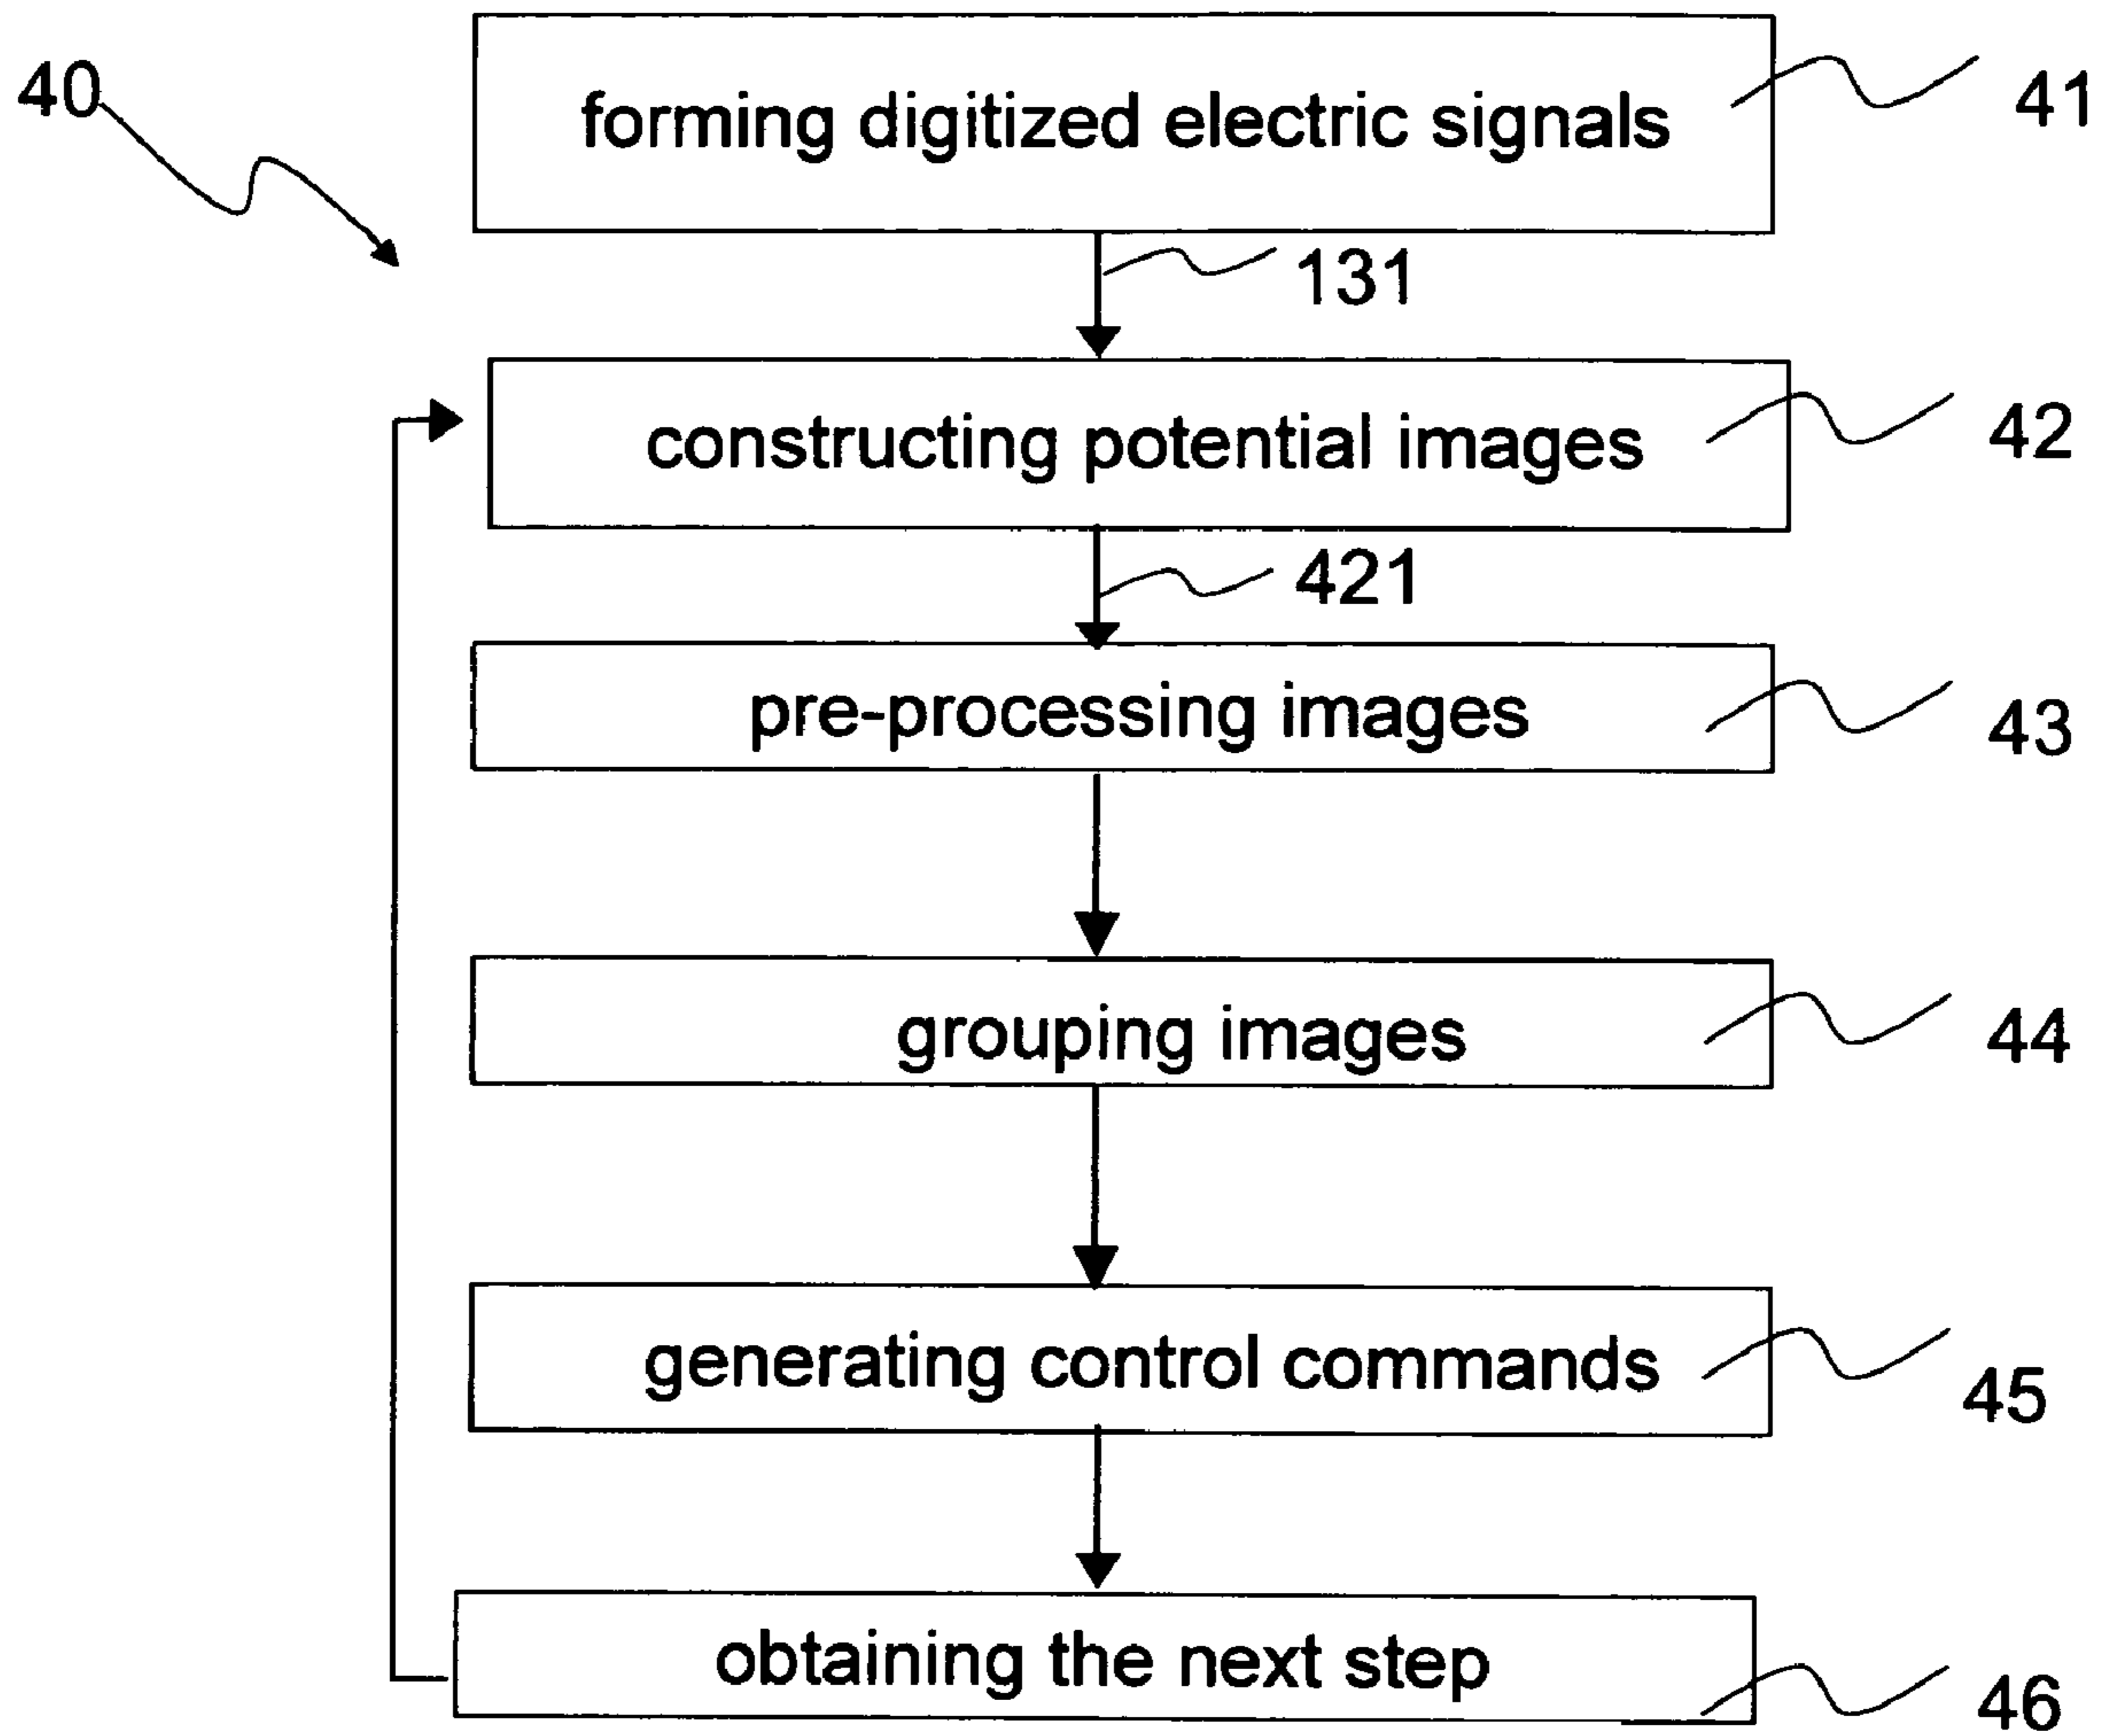 40
forming digitized electric signals 41
131
constructing potential images 42
421
pre-processing images 43
grouping images 44
generating control commands 45
obtaining the next step 46